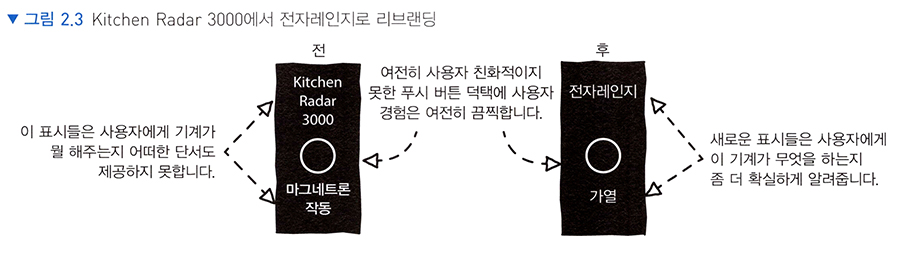 ▼ 그림 2.3 Kitchen Radar 3000에서 전자레인지로 리브랜딩
전
Kitchen
Radar
3000
마그네트론
작동
이 표시들은 사용자에게 기계가
뭘 해주는지 어떠한 단서도
제공하지 못합니다.
여전히 사용자 친화적이지
못한 푸시 버튼 덕택에 사용자
경험은 여전히 끔찍합니다.
후
전자레인지
가열
새로운 표시들은 사용자에게
이 기계가 무엇을 하는지
좀 더 확실하게 알려줍니다.